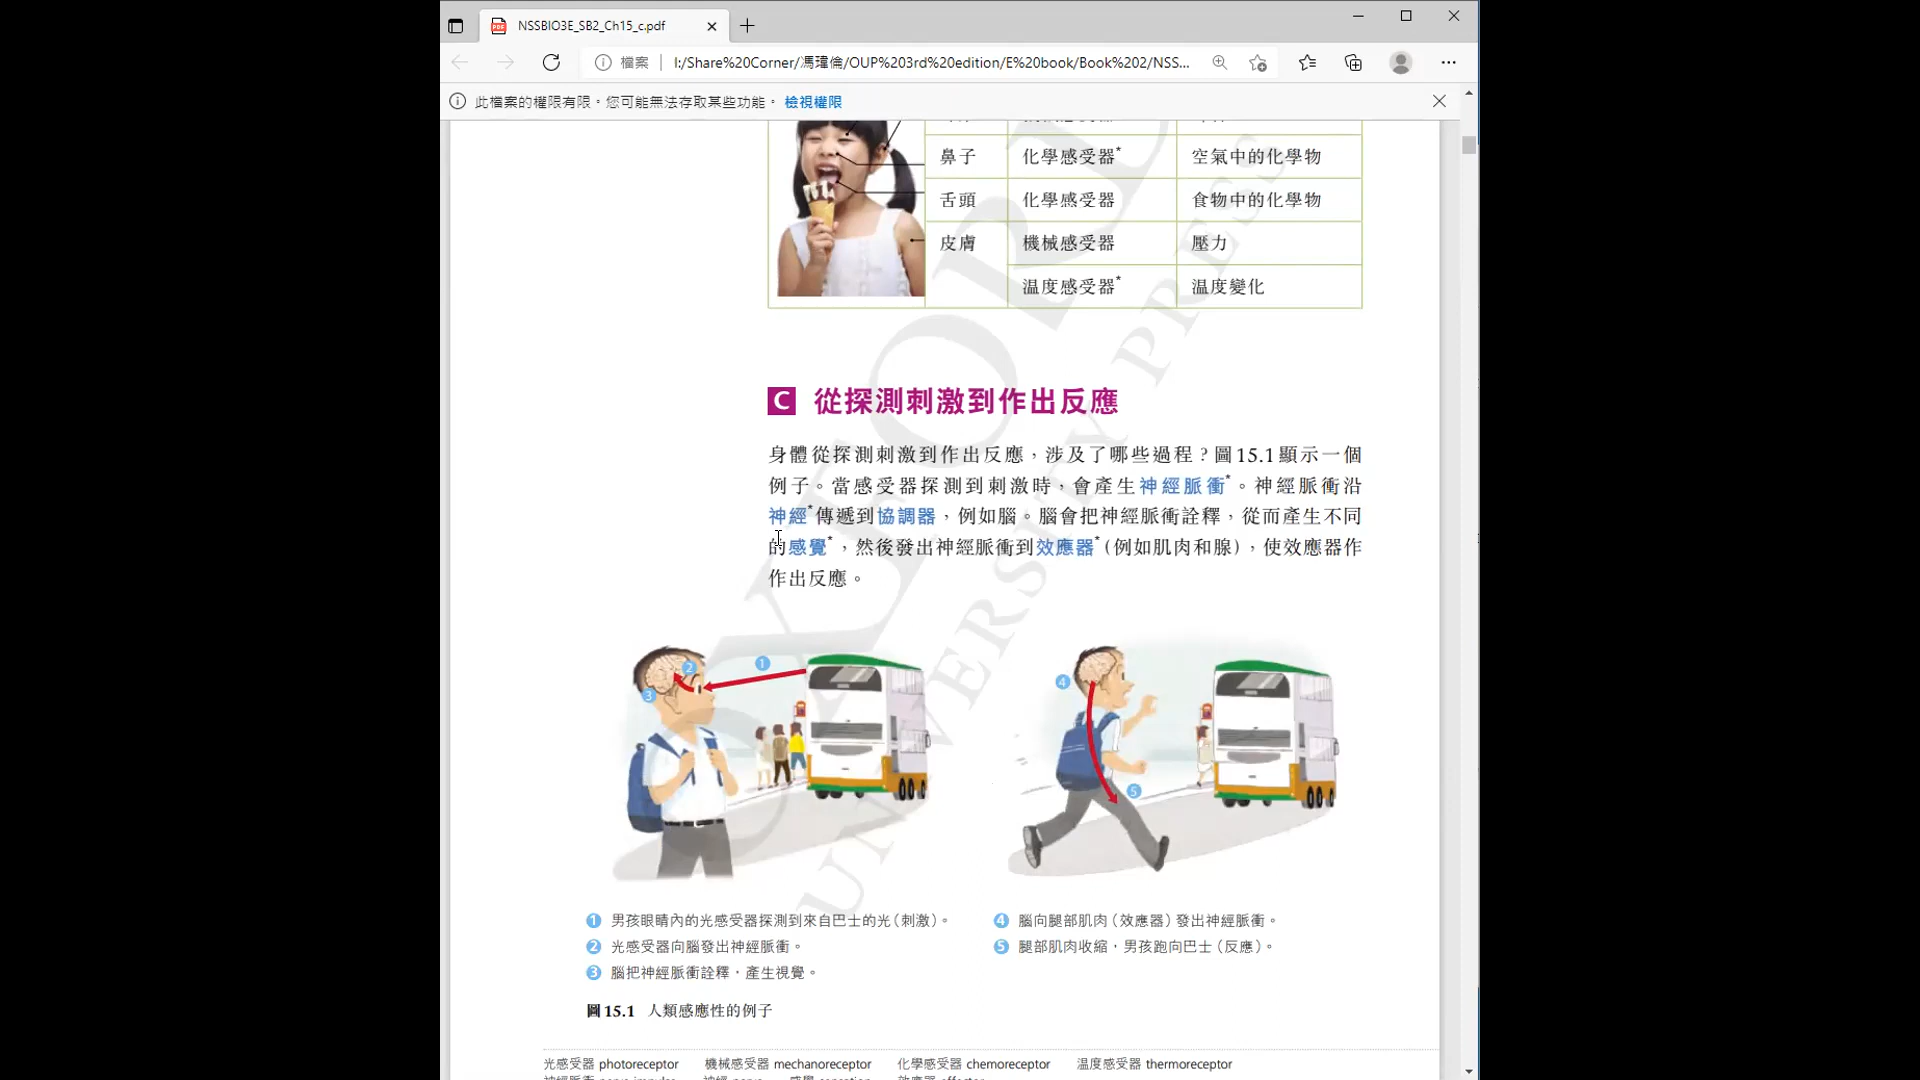 NSSBIO3E_SB2_Ch15_c.pdf
檔案 I:/Share%20Corner/馮瑋倫/OUP%203rd%20edition/E%20book/Book%202/NSS...
此檔案的權限有限。您可能無法存取某些功能。 檢視權限
鼻子 化學感受器* 空氣中的化學物
舌頭 化學感受器 食物中的化學物
皮膚 機械感受器 壓力
温度感受器* 温度變化
C 從探測刺激到作出反應
身體從探測刺激到作出反應，涉及了哪些過程？圖15.1顯示一個
例子。當感受器探測到刺激時，會產生神經脈衝*。神經脈衝沿
神經*傳遞到協調器，例如腦。腦會把神經脈衝詮釋，從而產生不同
的感覺*，然後發出神經脈衝到效應器*(例如肌肉和腺)，使效應器作
作出反應。
1
2
3
4
5
1 男孩眼睛內的光感受器探測到來自巴士的光(刺激)。
2 光感受器向腦發出神經脈衝。
3 腦把神經脈衝詮釋，產生視覺。
4 腦向腿部肌肉(效應器)發出神經脈衝。
5 腿部肌肉收縮，男孩跑向巴士(反應)。
圖15.1 人類感應性的例子
光感受器 photoreceptor 機械感受器 mechanoreceptor 化學感受器 chemoreceptor 温度感受器 thermoreceptor
OXFORD
UNIVERSITY PRESS